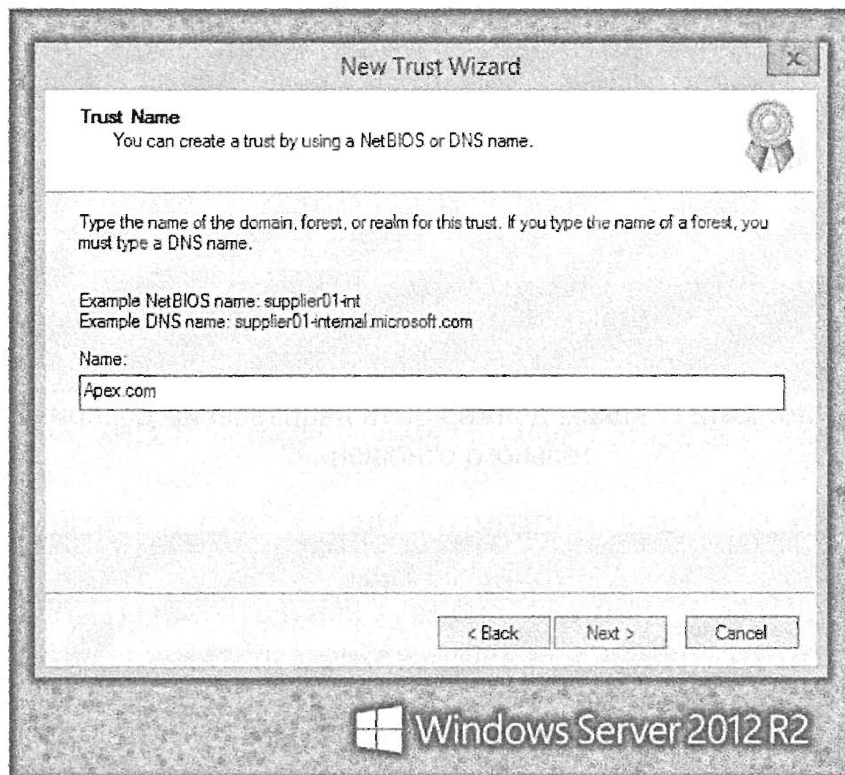 New Trust Wizard
Trust Name
You can create a trust by using a NetBIOS or DNS name.
Type the name of the domain, forest, or realm for this trust. If you type the name of a forest, you
must type a DNS name.
Example NetBIOS name: supplier01-int
Example DNS name: supplier01-internal.microsoft.com
Name:
Apex.com
< Back
Next >
Cancel
Windows Server 2012 R2